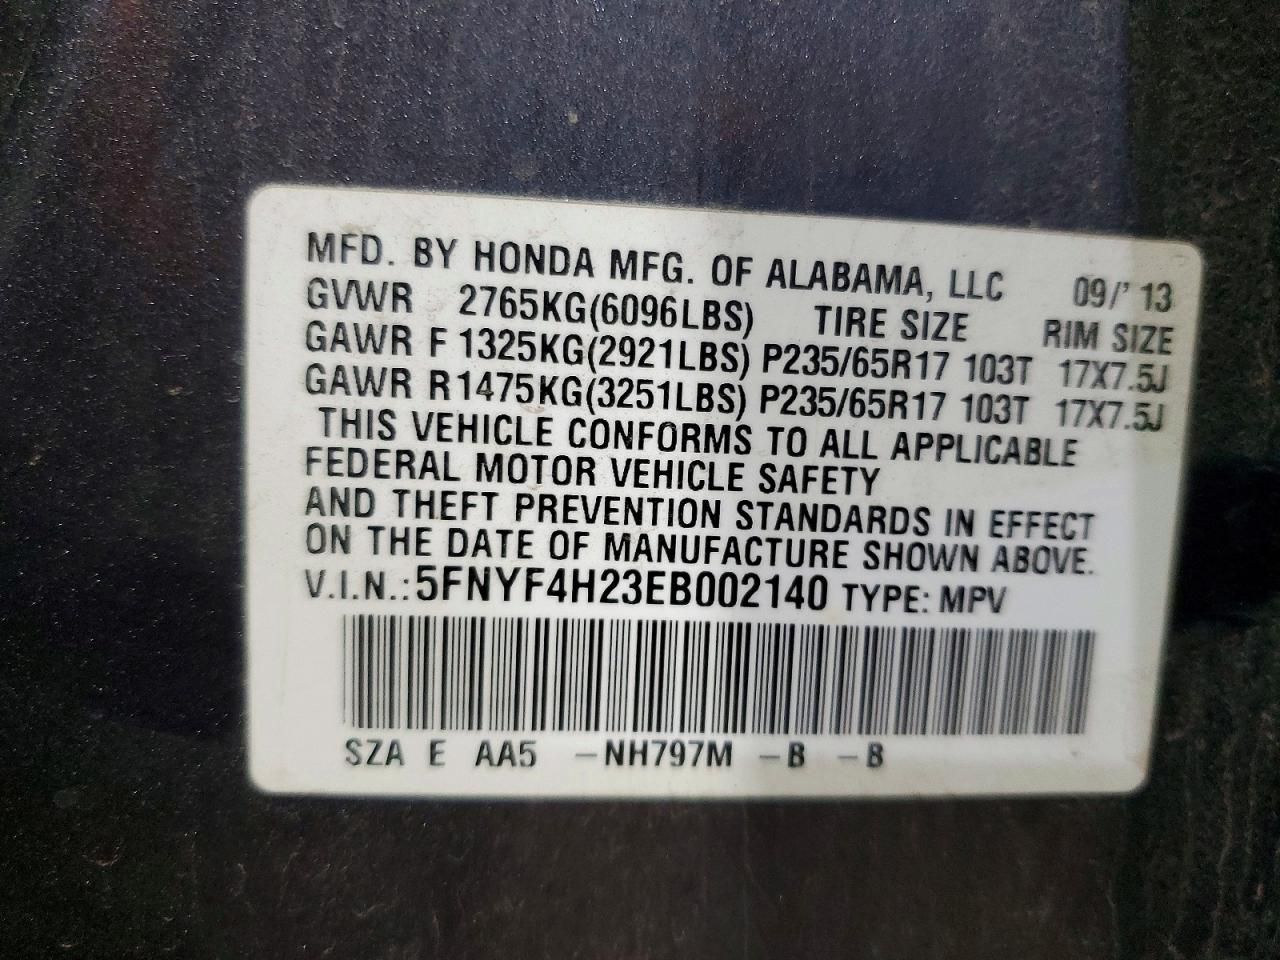 MFD. BY HONDA MFG. OF ALABAMA, LLC 09/' 13
GVWR 2765KG(6096LBS) TIRE SIZE RIM SIZE
GAWR F 1325KG(2921LBS) P235/65R17 103T 17X7.5J
GAWR R1475KG(3251LBS) P235/65R17 103T 17X7.5J
THIS VEHICLE CONFORMS TO ALL APPLICABLE
FEDERAL MOTOR VEHICLE SAFETY
AND THEFT PREVENTION STANDARDS IN EFFECT
ON THE DATE OF MANUFACTURE SHOWN ABOVE.
V.I.N.:5FNYF4H23EB002140 TYPE: MPV
SZA E AA5 -NH797M -B -B